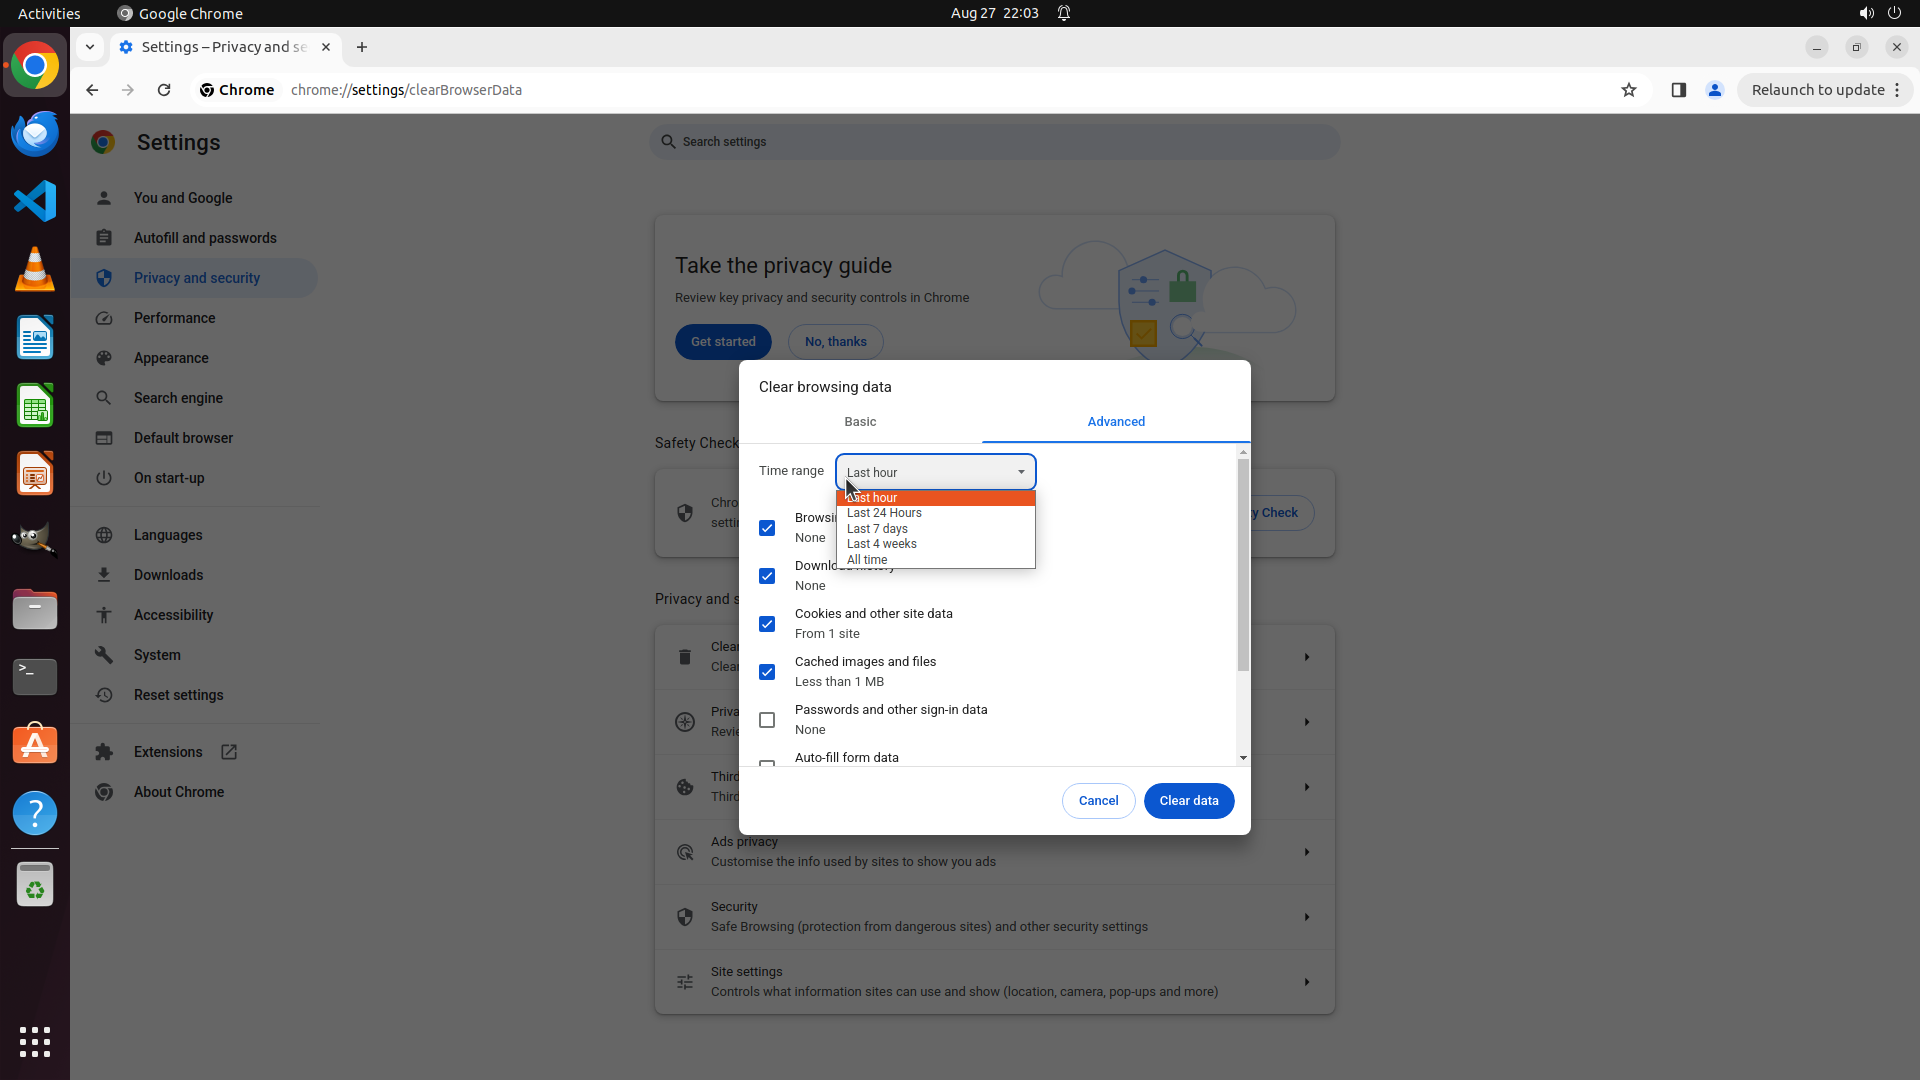 Activities
Google Chrome
Aug 27 22:03
Settings – Privacy and se
Chrome
chrome://settings/clearBrowserData
Relaunch to update
Settings
Search settings
You and Google
Autofill and passwords
Privacy and security
Performance
Appearance
Search engine
Default browser
On start-up
Languages
Downloads
Accessibility
System
Reset settings
Extensions
About Chrome
Take the privacy guide
Review key privacy and security controls in Chrome
Get started
No, thanks
Safety Check
Chro
settin
y Check
Privacy and s
Clear
Clear
Priva
Revie
Third
Third
Ads privacy
Customise the info used by sites to show you ads
Security
Safe Browsing (protection from dangerous sites) and other security settings
Site settings
Controls what information sites can use and show (location, camera, pop-ups and more)
Clear browsing data
Basic
Advanced
Time range
Last hour
Last hour
Last 24 Hours
Last 7 days
Last 4 weeks
All time
Browsi
None
Download history
None
Cookies and other site data
From 1 site
Cached images and files
Less than 1 MB
Passwords and other sign-in data
None
Auto-fill form data
Cancel
Clear data